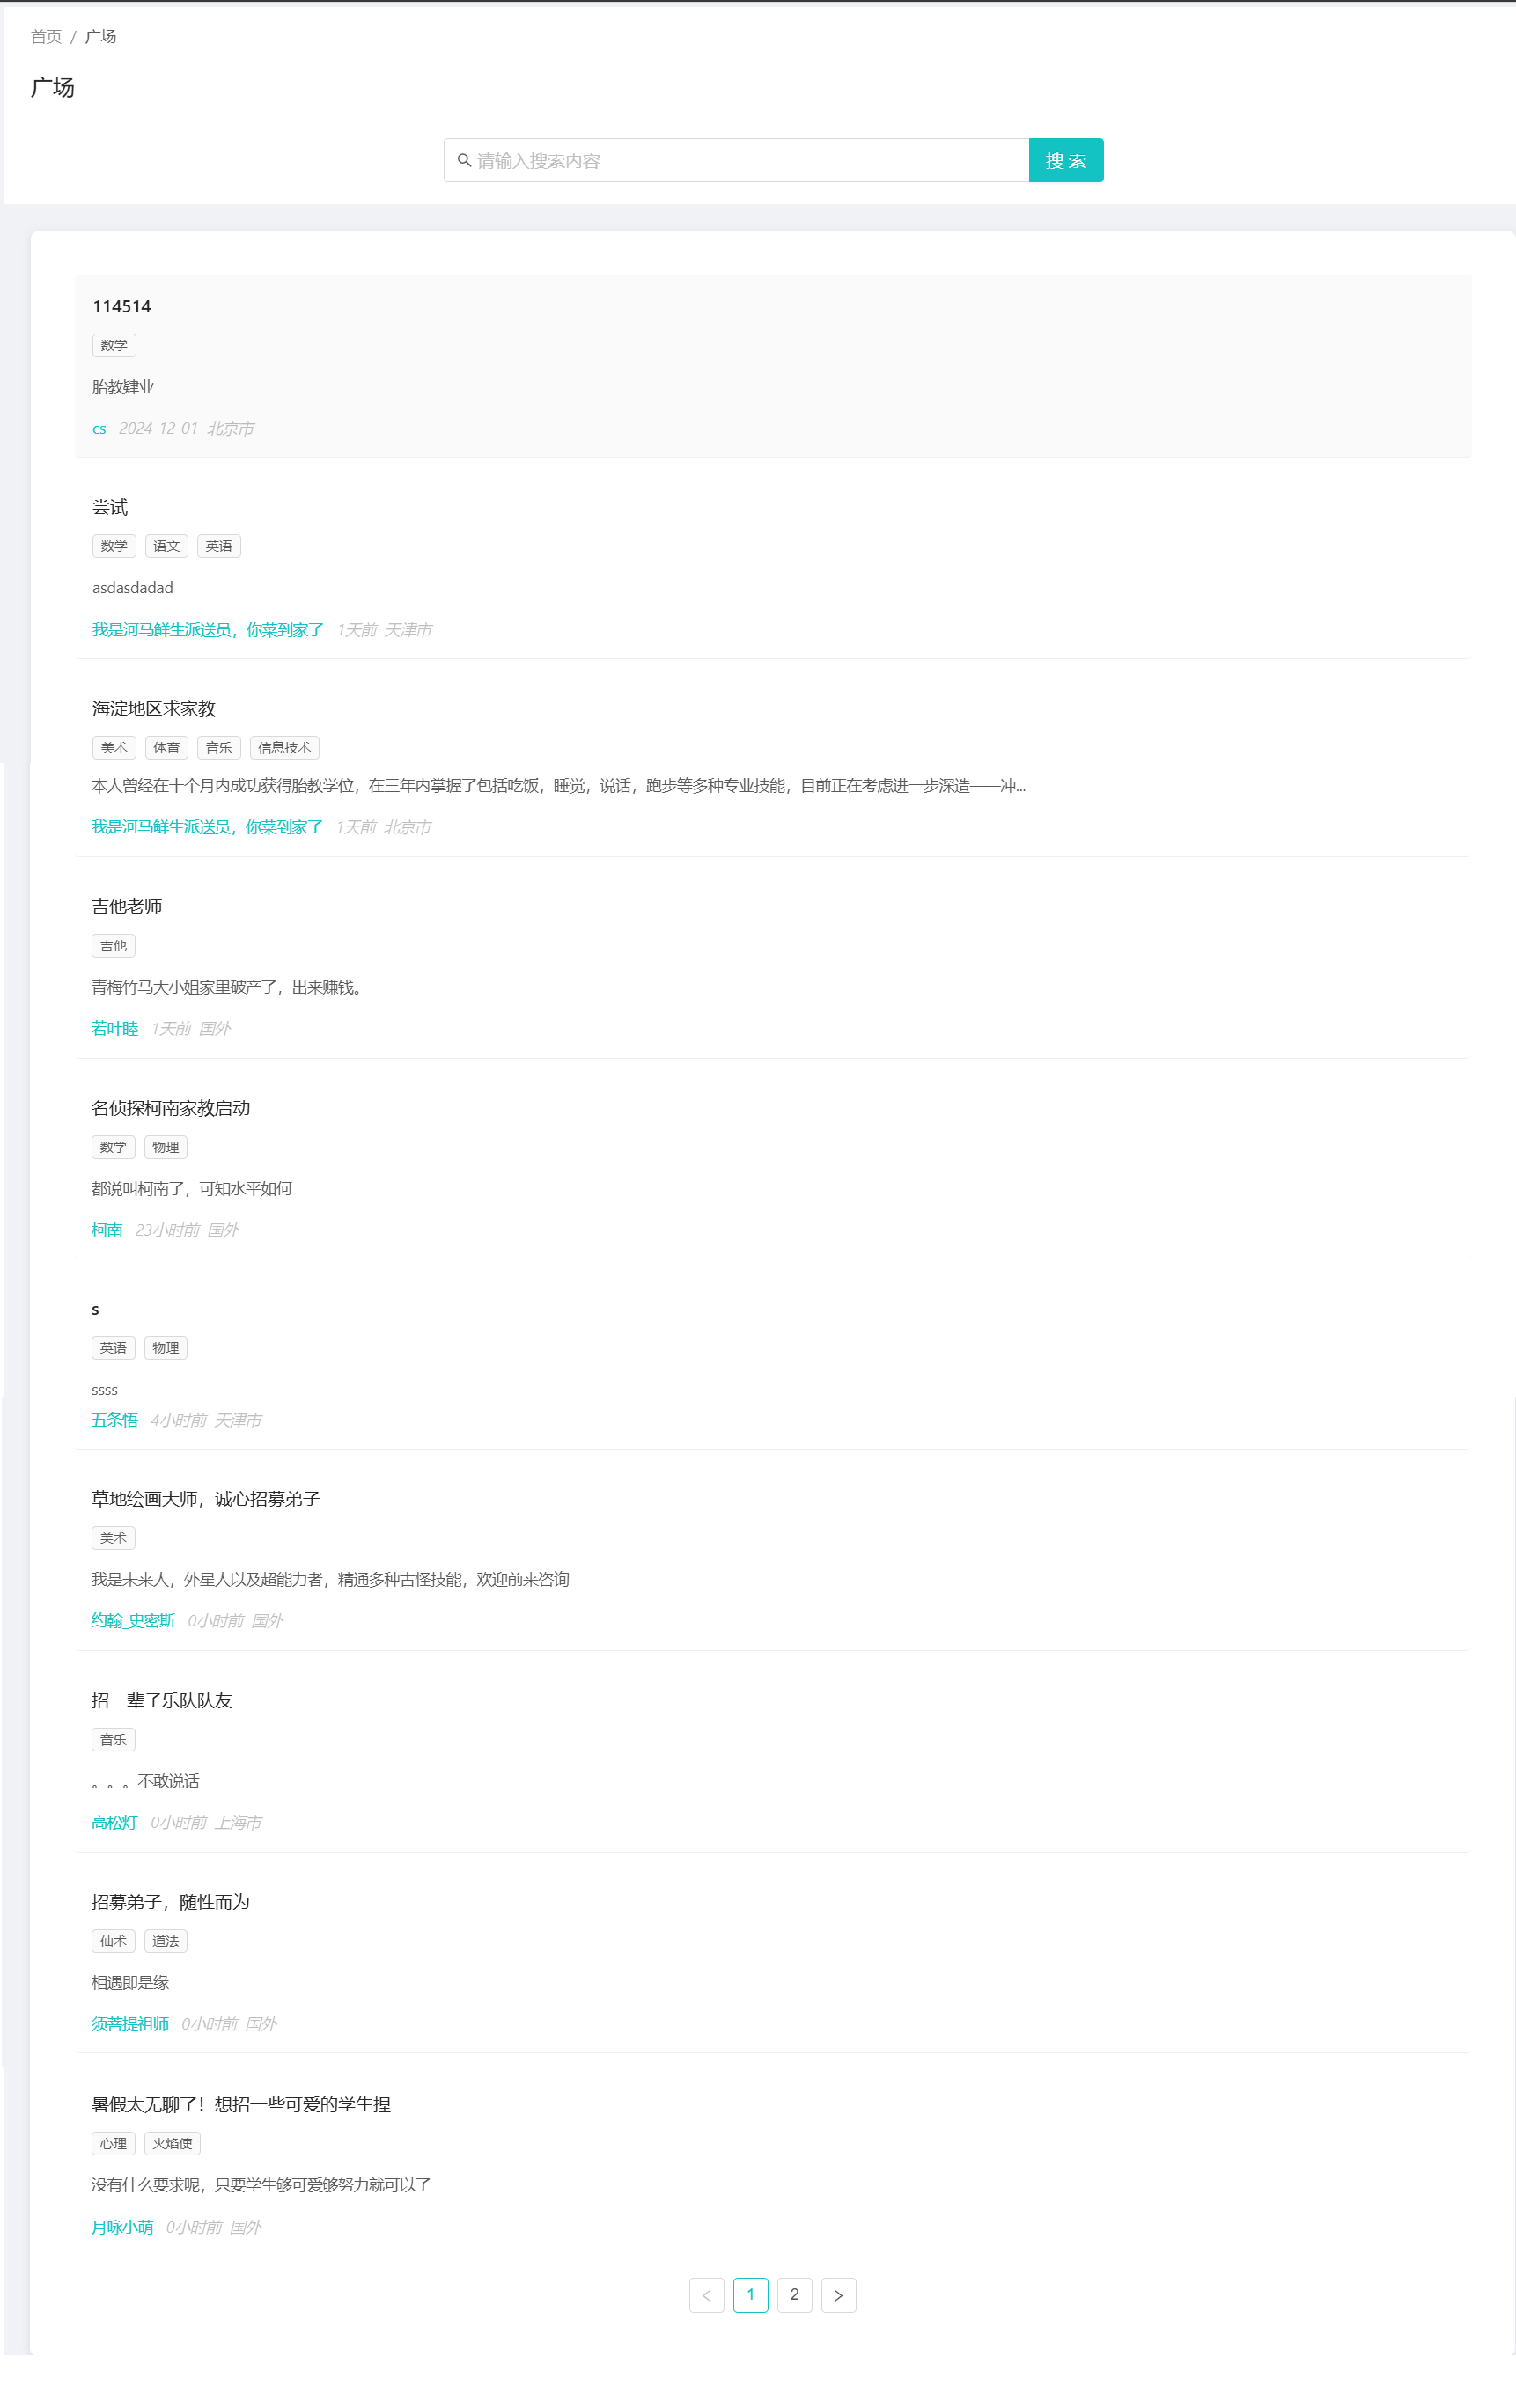 首页 / 广场
广场
请输入搜索内容 搜 索
114514
数学
胎教肄业
cs 2024-12-01 北京市
尝试
数学 语文 英语
asdasdadad
我是河马鲜生派送员，你菜到家了 1天前 天津市
海淀地区求家教
美术 体育 音乐 信息技术
本人曾经在十个月内成功获得胎教学位，在三年内掌握了包括吃饭，睡觉，说话，跑步等多种专业技能，目前正在考虑进一步深造——冲...
我是河马鲜生派送员，你菜到家了 1天前 北京市
吉他老师
吉他
青梅竹马大小姐家里破产了，出来赚钱。
若叶睦 1天前 国外
名侦探柯南家教启动
数学 物理
都说叫柯南了，可知水平如何
柯南 23小时前 国外
s
英语 物理
ssss
五条悟 4小时前 天津市
草地绘画大师，诚心招募弟子
美术
我是未来人，外星人以及超能力者，精通多种古怪技能，欢迎前来咨询
约翰_史密斯 0小时前 国外
招一辈子乐队队友
音乐
。。。不敢说话
高松灯 0小时前 上海市
招募弟子，随性而为
仙术 道法
相遇即是缘
须菩提祖师 0小时前 国外
暑假太无聊了！想招一些可爱的学生捏
心理 火焰使
没有什么要求呢，只要学生够可爱够努力就可以了
月咏小萌 0小时前 国外
< 1 2 >